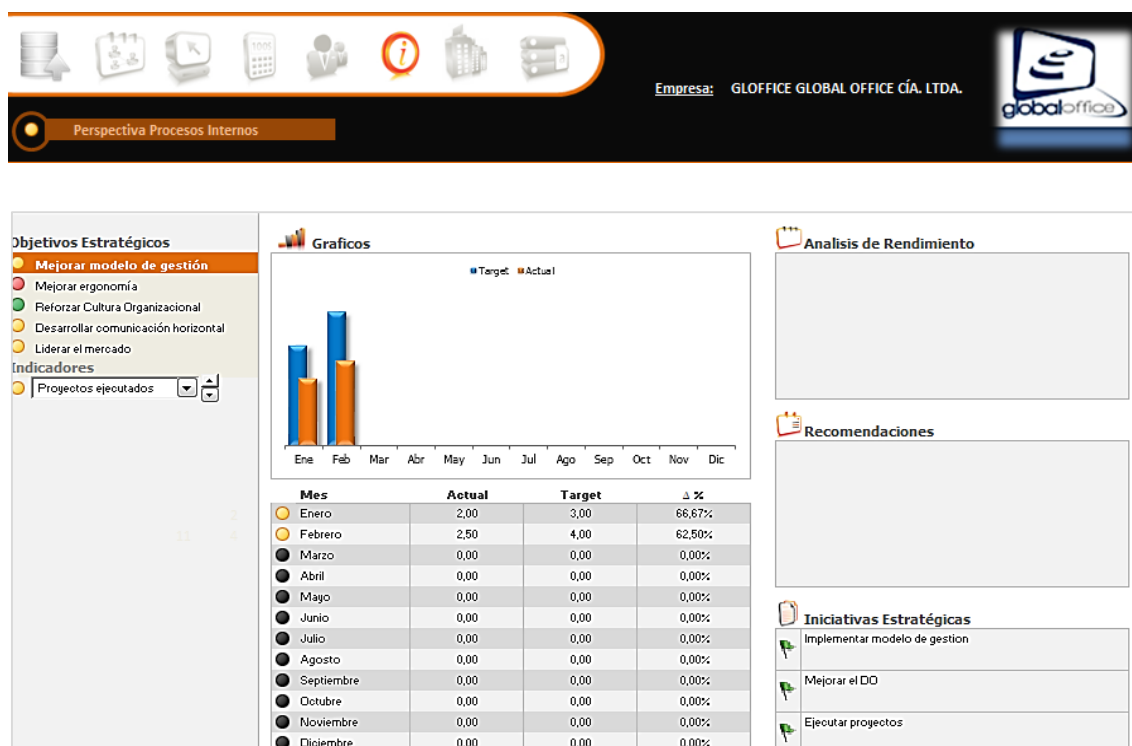 Empresa: GLOFFICE GLOBAL OFFICE CÍA. LTDA.
globaloffice
Perspectiva Procesos Internos
Objetivos Estratégicos
Mejorar modelo de gestión
Mejorar ergonomía
Reforzar Cultura Organizacional
Desarrollar comunicación horizontal
Liderar el mercado
Indicadores
Proyectos ejecutados
Graficos
Target Actual
Ene Feb Mar Abr May Jun Jul Ago Sep Oct Nov Dic
Mes Actual Target Δ %
Enero 2,00 3,00 66,67%
Febrero 2,50 4,00 62,50%
Marzo 0,00 0,00 0,00%
Abril 0,00 0,00 0,00%
Mayo 0,00 0,00 0,00%
Junio 0,00 0,00 0,00%
Julio 0,00 0,00 0,00%
Agosto 0,00 0,00 0,00%
Septiembre 0,00 0,00 0,00%
Octubre 0,00 0,00 0,00%
Noviembre 0,00 0,00 0,00%
Diciembre 0,00 0,00 0,00%
Analisis de Rendimiento
Recomendaciones
Iniciativas Estratégicas
Implementar modelo de gestion
Mejorar el DO
Ejecutar proyectos